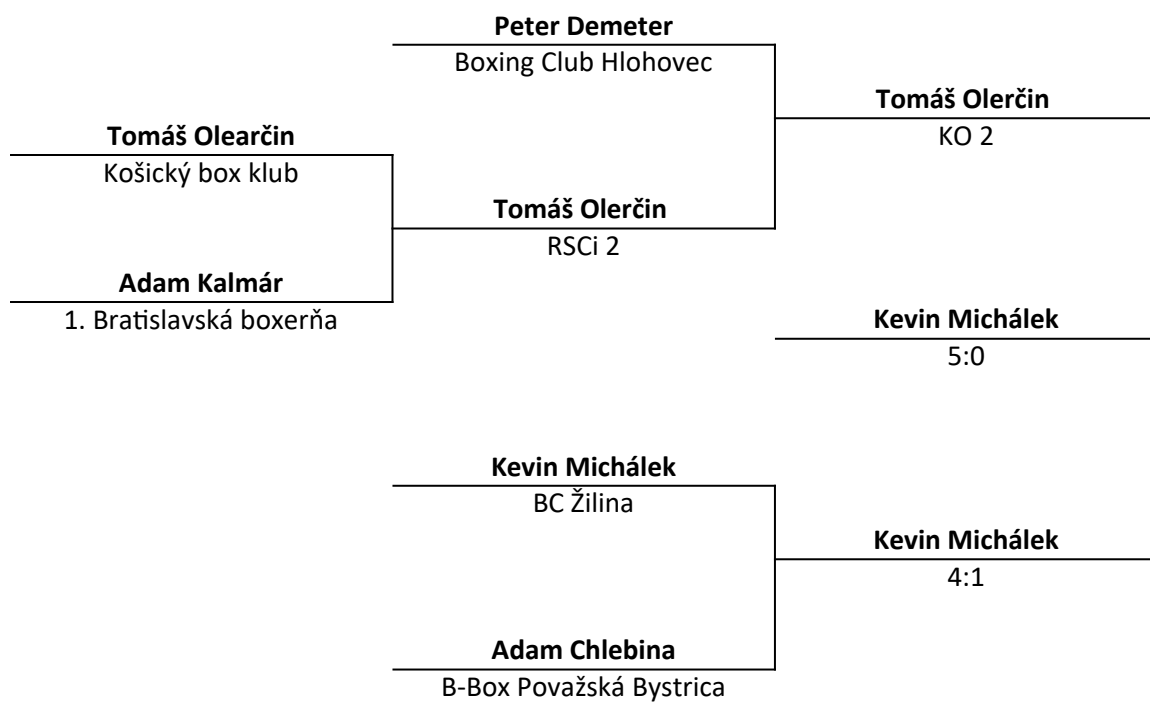 Peter Demeter
Boxing Club Hlohovec
Tomáš Olerčin
KO 2
Tomáš Olearčin
Košický box klub
Tomáš Olerčin
RSCi 2
Adam Kalmár
1. Bratislavská boxerňa
Kevin Michálek
5:0
Kevin Michálek
BC Žilina
Kevin Michálek
4:1
Adam Chlebina
B-Box Považská Bystrica